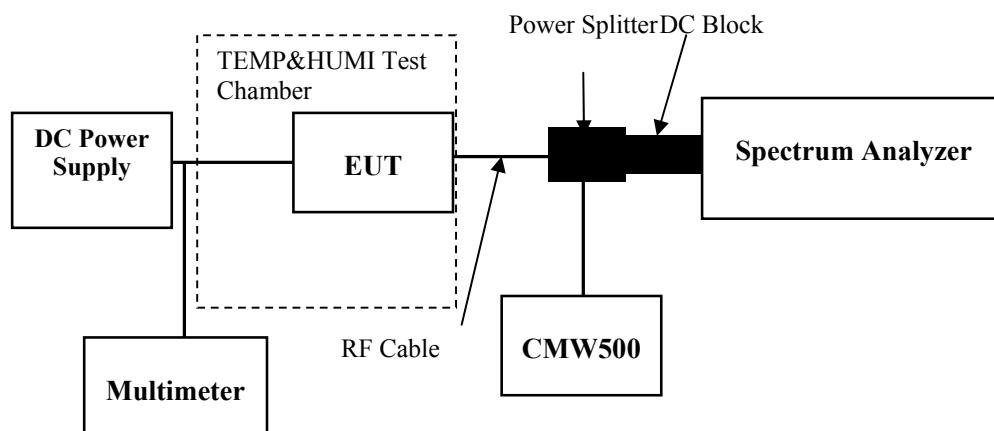 Power Splitter DC Block
TEMP&HUMI Test
Chamber
DC Power
Supply
EUT
Spectrum Analyzer
RF Cable
CMW500
Multimeter